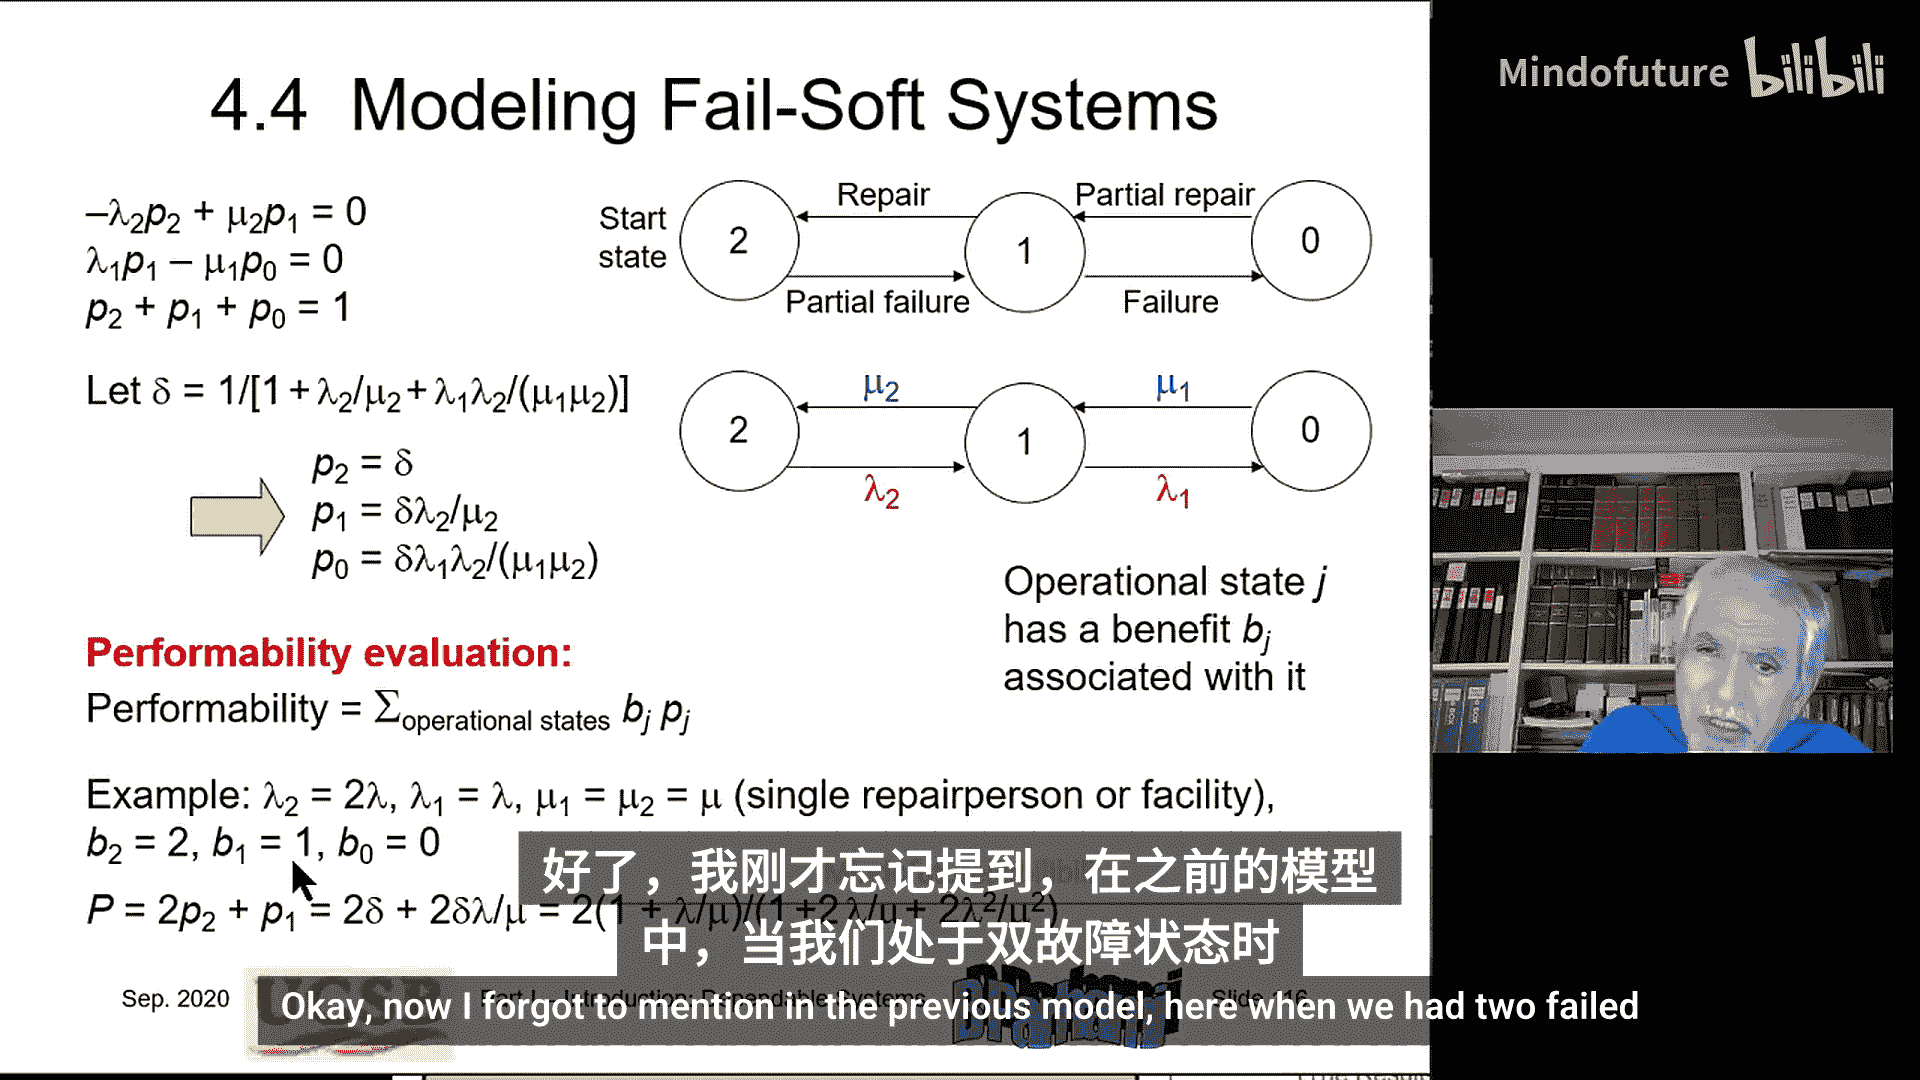 Mindofuture bilibili
4.4 Modeling Fail-Soft Systems
–λ₂p₂ + μ₂p₁ = 0
λ₁p₁ – μ₁p₀ = 0
p₂ + p₁ + p₀ = 1
Let δ = 1/[1 + λ₂/μ₂ + λ₁λ₂/(μ₁μ₂)]
p₂ = δ
p₁ = δλ₂/μ₂
p₀ = δλ₁λ₂/(μ₁μ₂)
Start
state
2
Repair
1
Partial repair
0
Partial failure
Failure
2
μ₂
1
μ₁
0
λ₂
λ₁
Operational state j
has a benefit bⱼ
associated with it
Performability evaluation:
Performability = Σoperational states bⱼ pⱼ
Example: λ₂ = 2λ, λ₁ = λ, μ₁ = μ₂ = μ (single repairperson or facility),
b₂ = 2, b₁ = 1, b₀ = 0
P = 2p₂ + p₁ = 2δ + 2δλ/μ = 2(1 + λ/μ)/(1 + 2λ/μ + 2λ²/μ²)
好了，我刚才忘记提到，在之前的模型
中，当我们处于双故障状态时
Sep. 2020
UCSB
Part I – Introduction: Dependable Systems
Okay, now I forgot to mention in the previous model, here when we had two failed